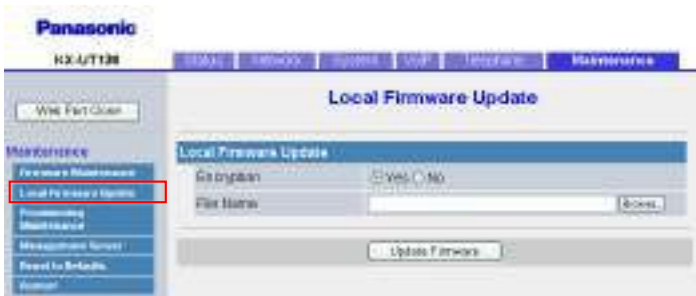 Panasonic
KX-UT136
Status Network System VoIP Telephone Maintenance
Web Port Close
Local Firmware Update
Maintenance
Firmware Maintenance
Local Firmware Update
Provisioning
Maintenance
Management Server
Reset to Defaults
Restart
Local Firmware Update
Encryption Yes No
File Name Browse...
Update Firmware